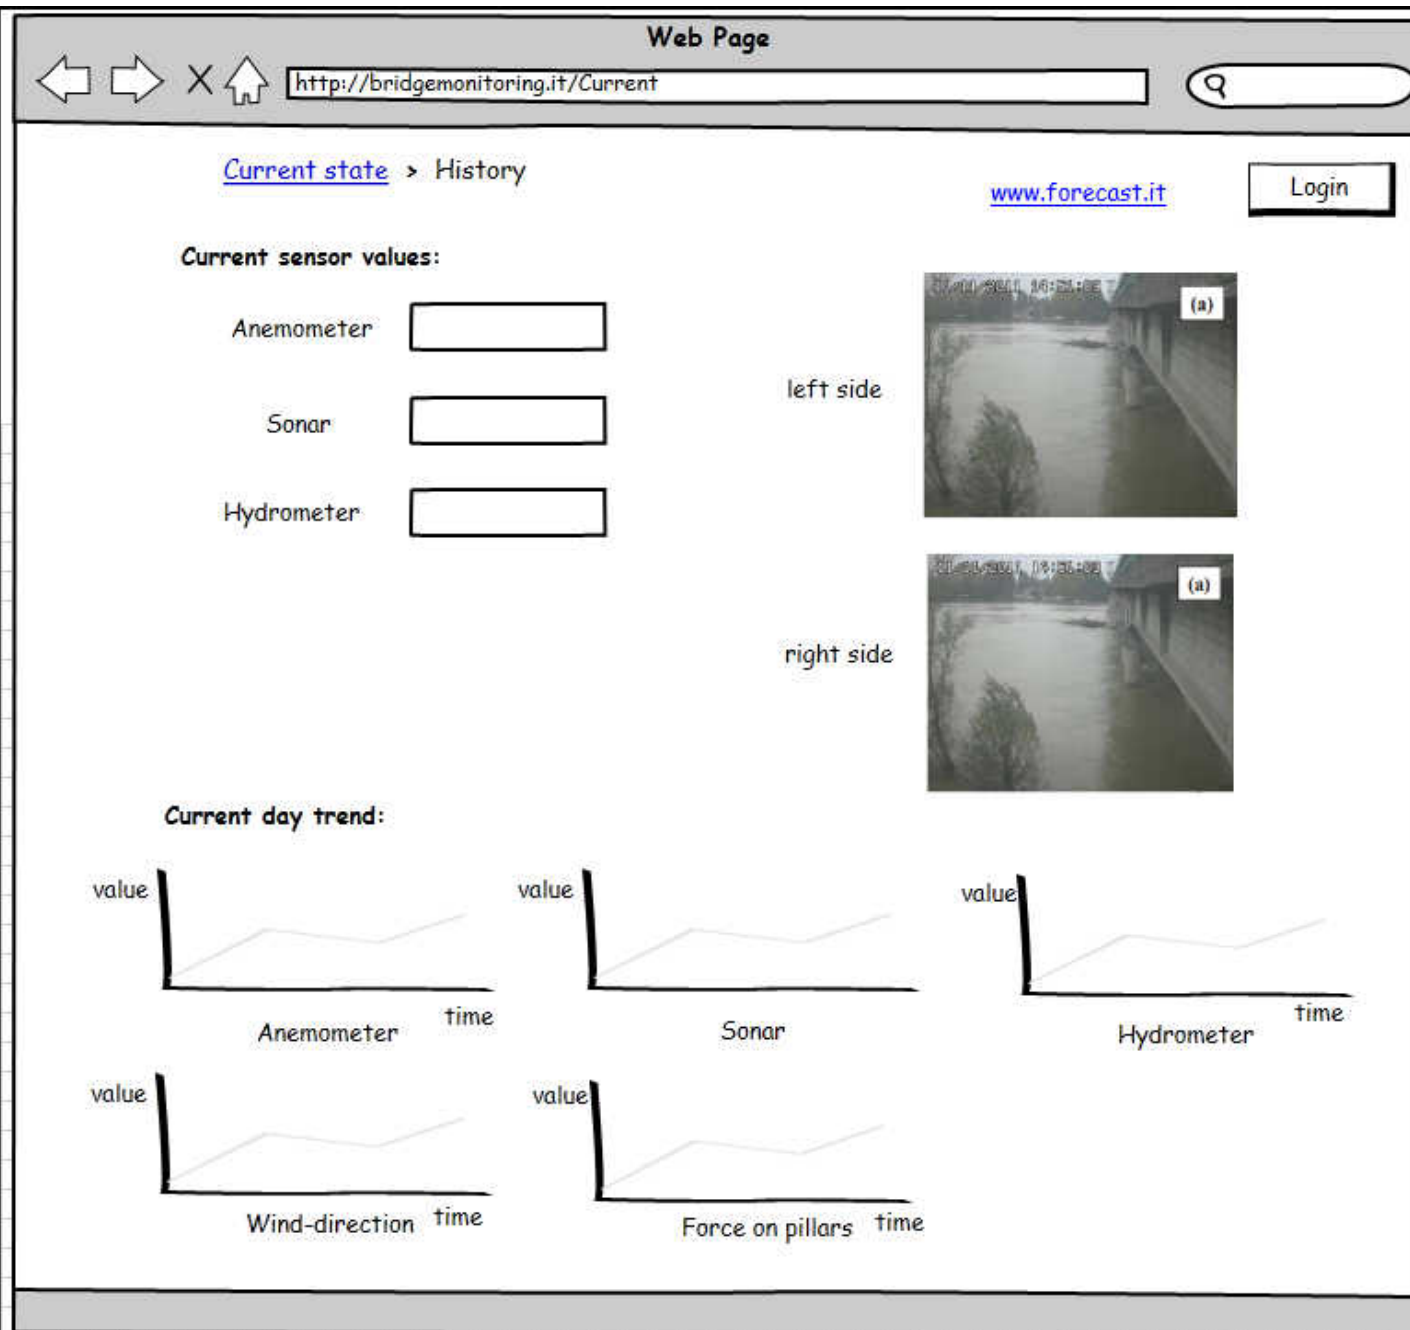 Web Page
http://bridgemonitoring.it/Current
Current state > History
www.forecast.it
Login
Current sensor values:
Anemometer
Sonar
Hydrometer
left side
(a)
right side
(a)
Current day trend:
value
time
Anemometer
value
Sonar
value
time
Hydrometer
value
Wind-direction time
value
Force on pillars time